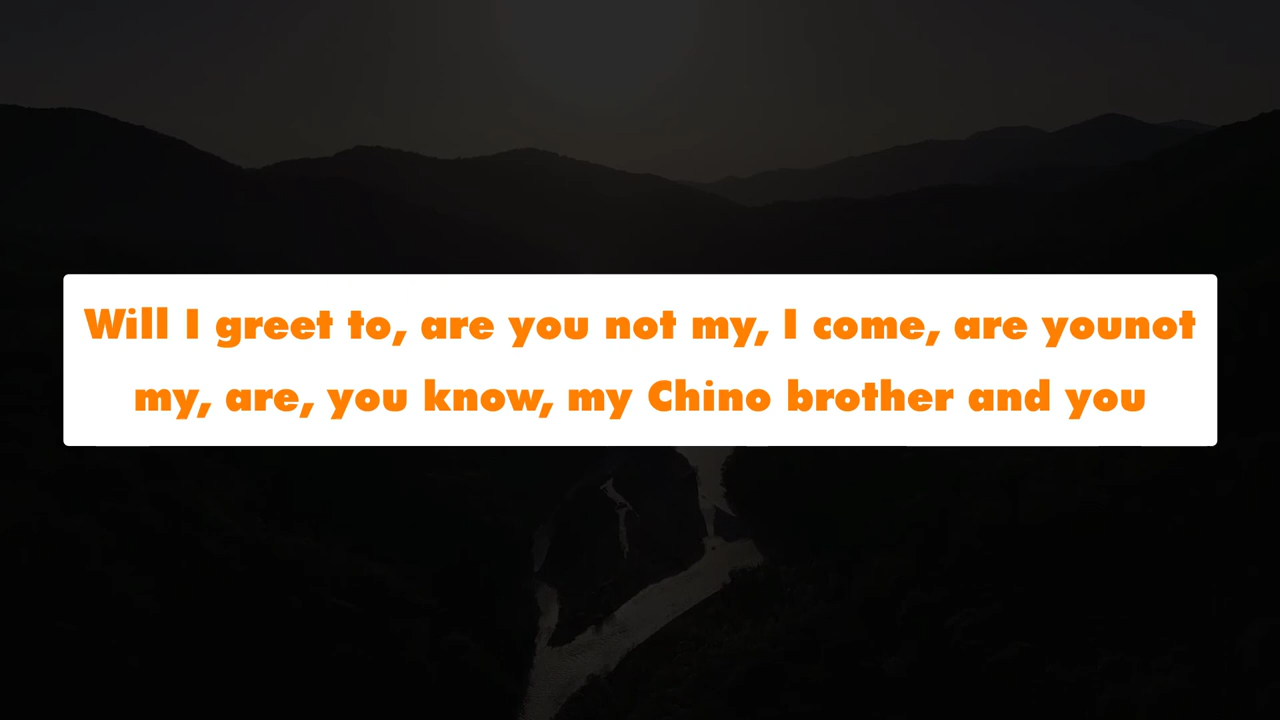 Will I greet to, are you not my, I come, are younot
my, are, you know, my Chino brother and you